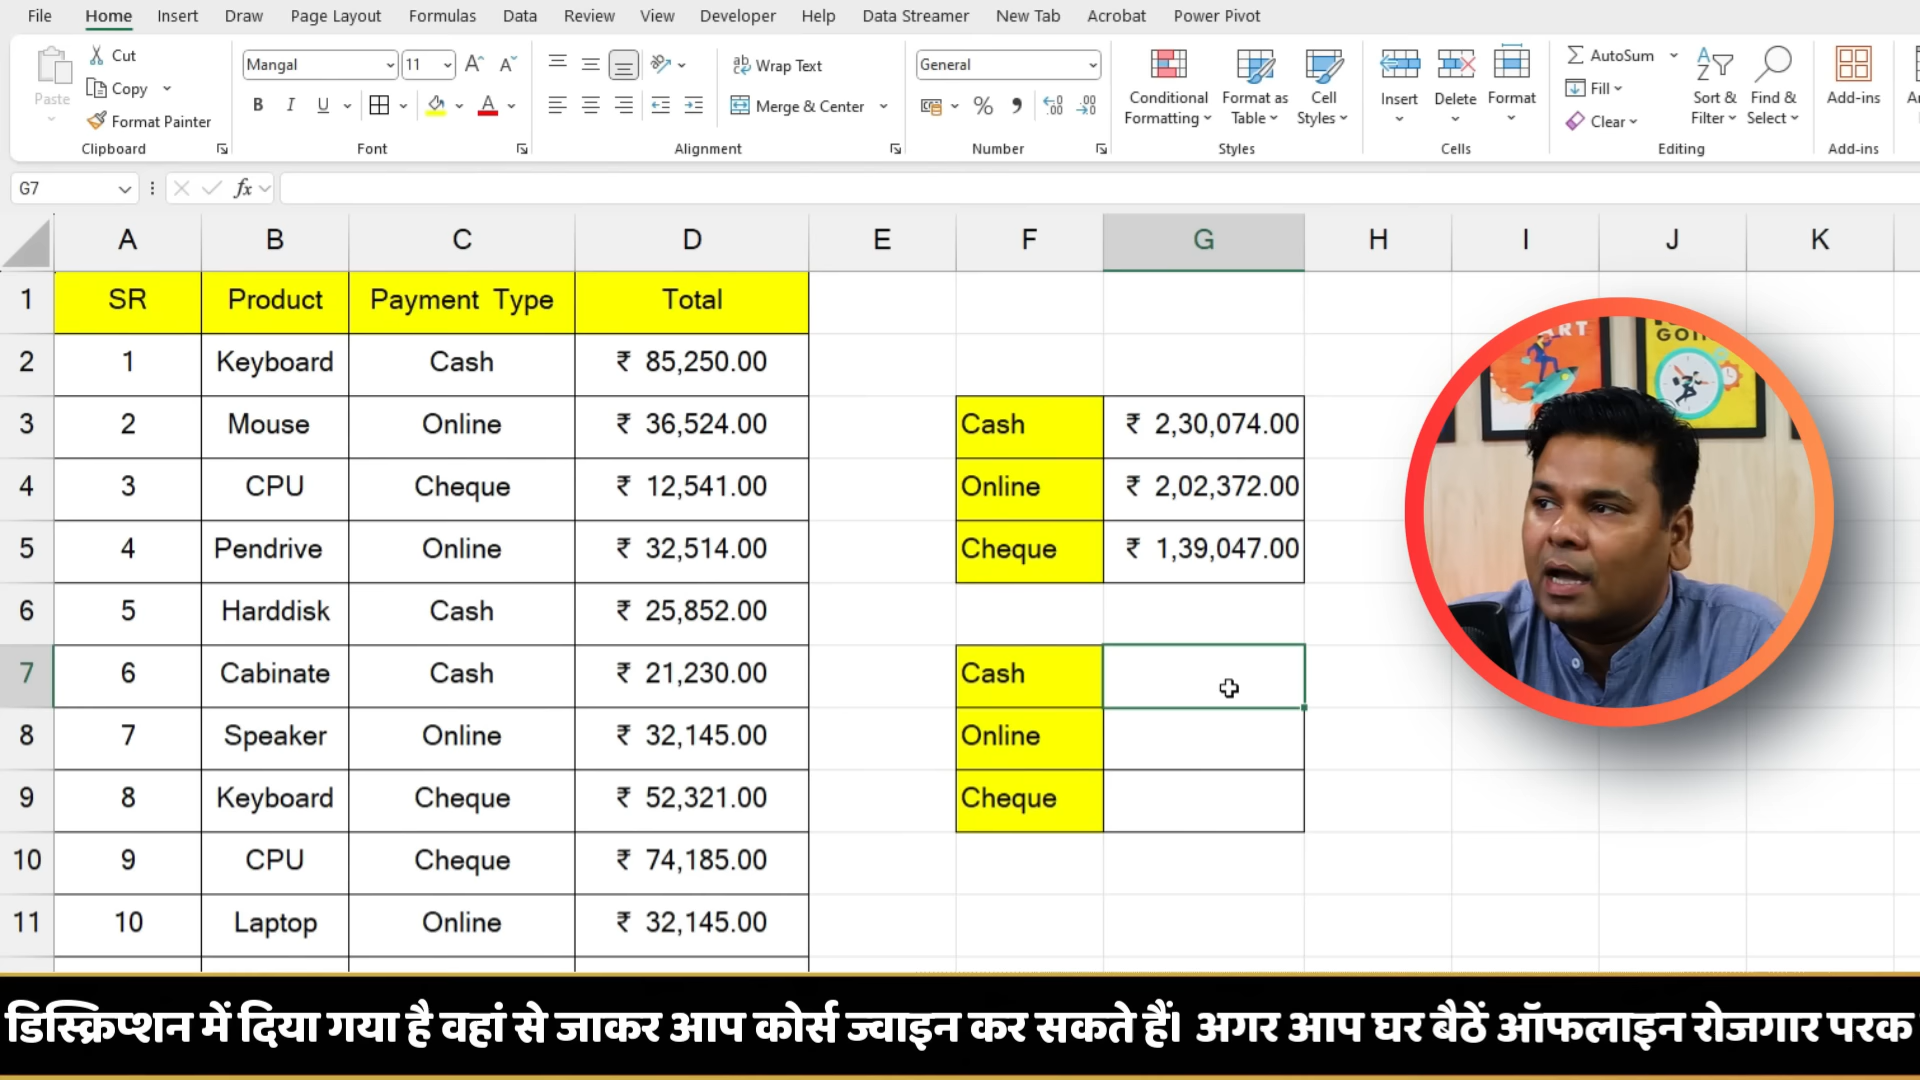 File Home Insert Draw Page Layout Formulas Data Review View Developer Help Data Streamer New Tab Acrobat Power Pivot
Paste Cut Copy Format Painter Clipboard
Mangal 11 A A B I U A Font
ab Wrap Text Merge & Center Alignment
General % Number
Conditional Formatting Format as Table Cell Styles Styles
Insert Delete Format Cells
AutoSum Fill Clear Sort & Filter Find & Select Editing
Add-ins Add-ins
G7 fx
A B C D E F G H I J K
1 SR Product Payment Type Total
2 1 Keyboard Cash ₹ 85,250.00
3 2 Mouse Online ₹ 36,524.00 Cash ₹ 2,30,074.00
4 3 CPU Cheque ₹ 12,541.00 Online ₹ 2,02,372.00
5 4 Pendrive Online ₹ 32,514.00 Cheque ₹ 1,39,047.00
6 5 Harddisk Cash ₹ 25,852.00
7 6 Cabinate Cash ₹ 21,230.00 Cash
8 7 Speaker Online ₹ 32,145.00 Online
9 8 Keyboard Cheque ₹ 52,321.00 Cheque
10 9 CPU Cheque ₹ 74,185.00
11 10 Laptop Online ₹ 32,145.00
डिस्क्रिप्शन में दिया गया है वहां से जाकर आप कोर्स ज्वाइन कर सकते हैं। अगर आप घर बैठें ऑफलाइन रोजगार परक